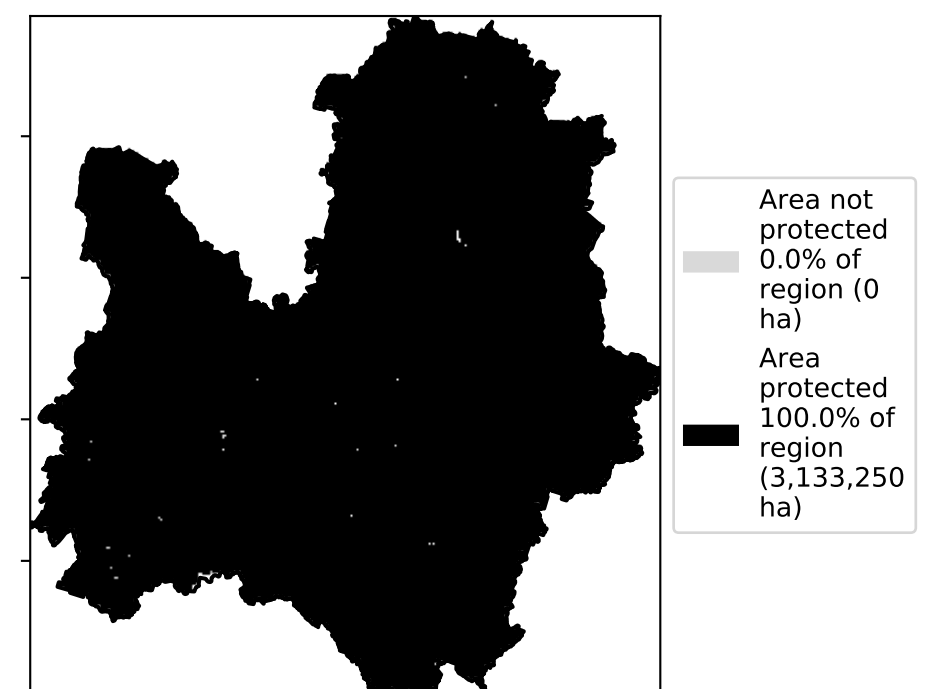 Area not
protected
0.0% of
region (0
ha)
Area
protected
100.0% of
region
(3,133,250
ha)